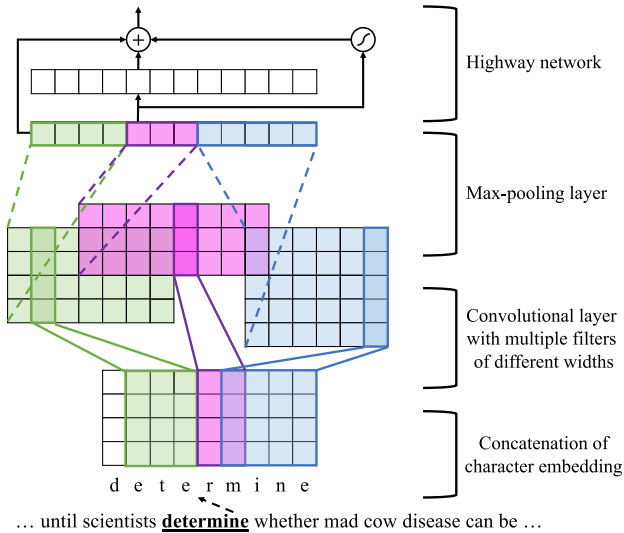 +
Highway network
Max-pooling layer
Convolutional layer
with multiple filters
of different widths
Concatenation of
character embedding
d e t e r m i n e
… until scientists determine whether mad cow disease can be …